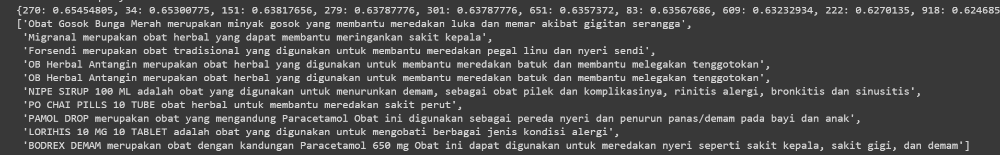 {270: 0.65454805, 34: 0.65300775, 151: 0.63817656, 279: 0.63787776, 301: 0.63787776, 651: 0.6357372, 83: 0.63567686, 609: 0.63232934, 222: 0.6270135, 918: 0.624685
['Obat Gosok Bunga Merah merupakan minyak gosok yang membantu meredakan luka dan memar akibat gigitan serangga',
'Migranal merupakan obat herbal yang dapat membantu meringankan sakit kepala',
'Forsendi merupakan obat tradisional yang digunakan untuk membantu meredakan pegal linu dan nyeri sendi',
'OB Herbal Antangin merupakan obat herbal yang digunakan untuk membantu meredakan batuk dan membantu melegakan tenggotokan',
'OB Herbal Antangin merupakan obat herbal yang digunakan untuk membantu meredakan batuk dan membantu melegakan tenggotokan',
'NIPE SIRUP 100 ML adalah obat yang digunakan untuk menurunkan demam, sebagai obat pilek dan komplikasinya, rinitis alergi, bronkitis dan sinusitis',
'PO CHAI PILLS 10 TUBE obat herbal untuk membantu meredakan sakit perut',
'PAMOL DROP merupakan obat yang mengandung Paracetamol Obat ini digunakan sebagai pereda nyeri dan penurun panas/demam pada bayi dan anak',
'LORIHIS 10 MG 10 TABLET adalah obat yang digunakan untuk mengobati berbagai jenis kondisi alergi',
'BODREX DEMAM merupakan obat dengan kandungan Paracetamol 650 mg Obat ini dapat digunakan untuk meredakan nyeri seperti sakit kepala, sakit gigi, dan demam']